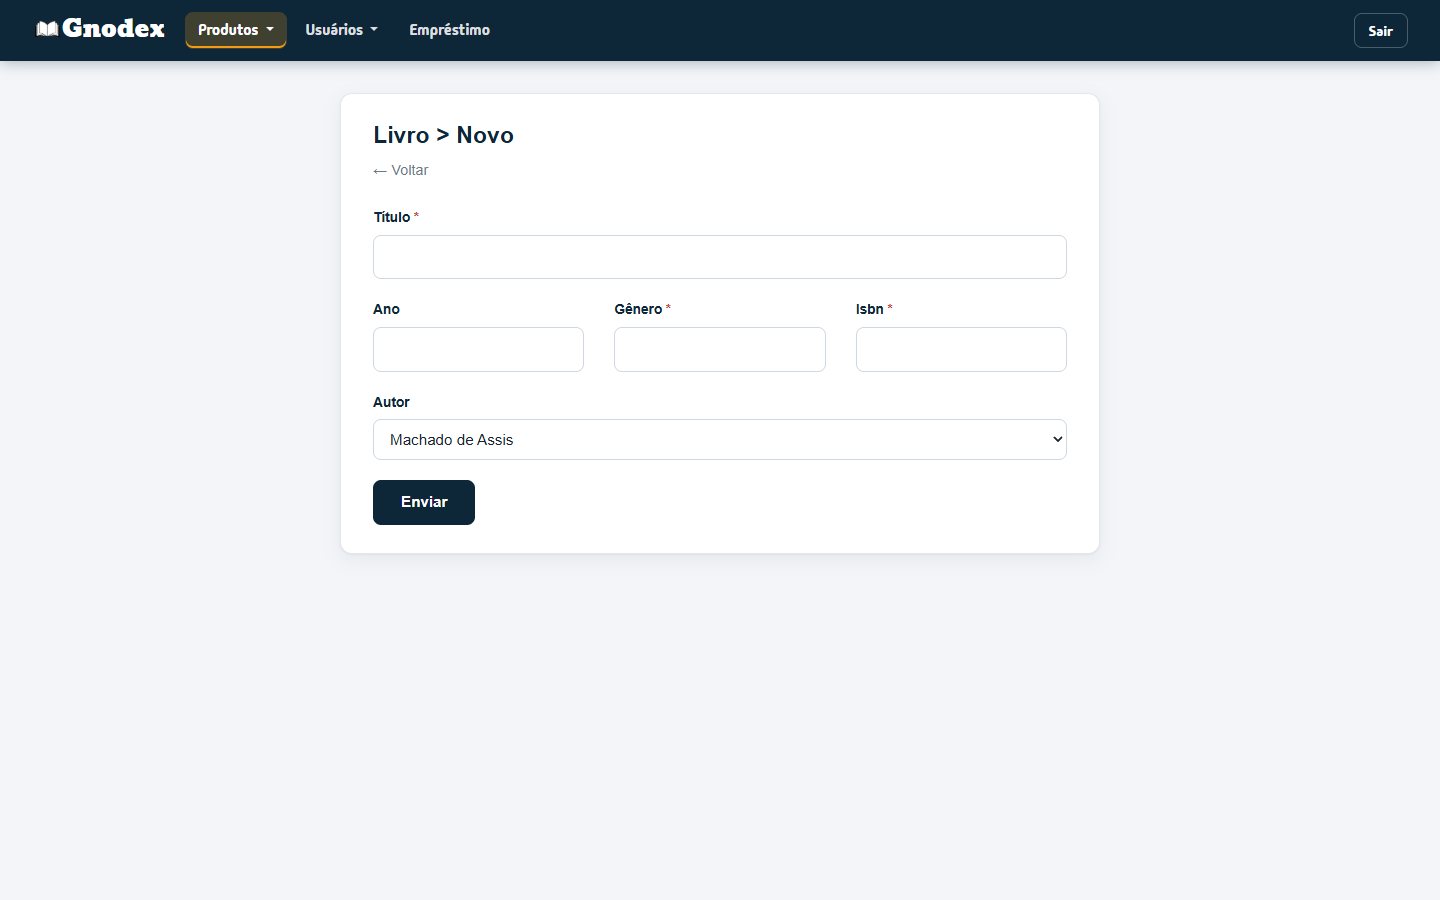 Gnodex Produtos Usuários Empréstimo Sair
Livro > Novo
← Voltar
Título *
Ano Gênero * Isbn *
Autor
Machado de Assis
Enviar